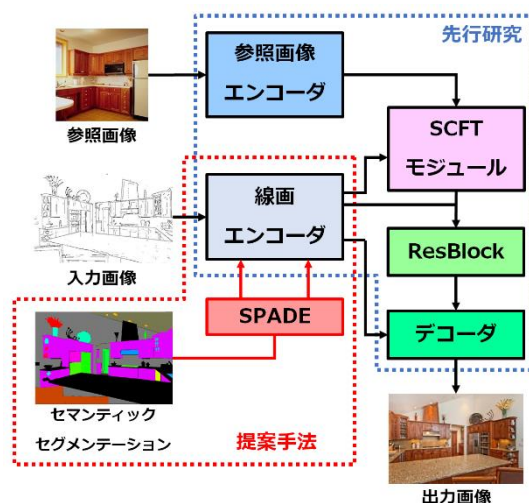 先行研究
参照画像
エンコーダ
参照画像
SCFT
モジュール
線画
エンコーダ
入力画像
ResBlock
SPADE
デコーダ
セマンティック
セグメンテーション
提案手法
出力画像